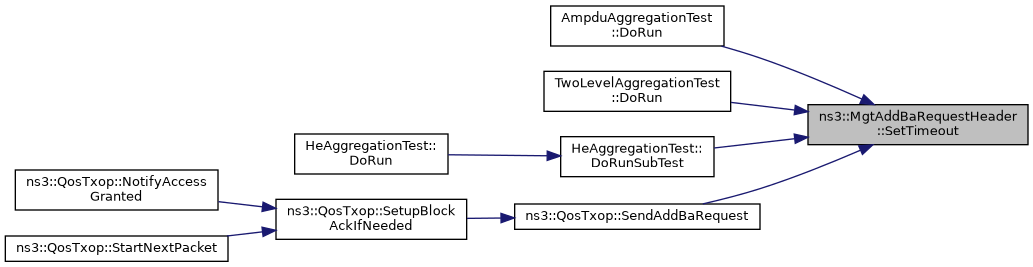 AmpduAggregationTest
::DoRun
TwoLevelAggregationTest
::DoRun
ns3::MgtAddBaRequestHeader
::SetTimeout
HeAggregationTest::
DoRun
HeAggregationTest::
DoRunSubTest
ns3::QosTxop::NotifyAccess
Granted
ns3::QosTxop::SetupBlock
AckIfNeeded
ns3::QosTxop::SendAddBaRequest
ns3::QosTxop::StartNextPacket